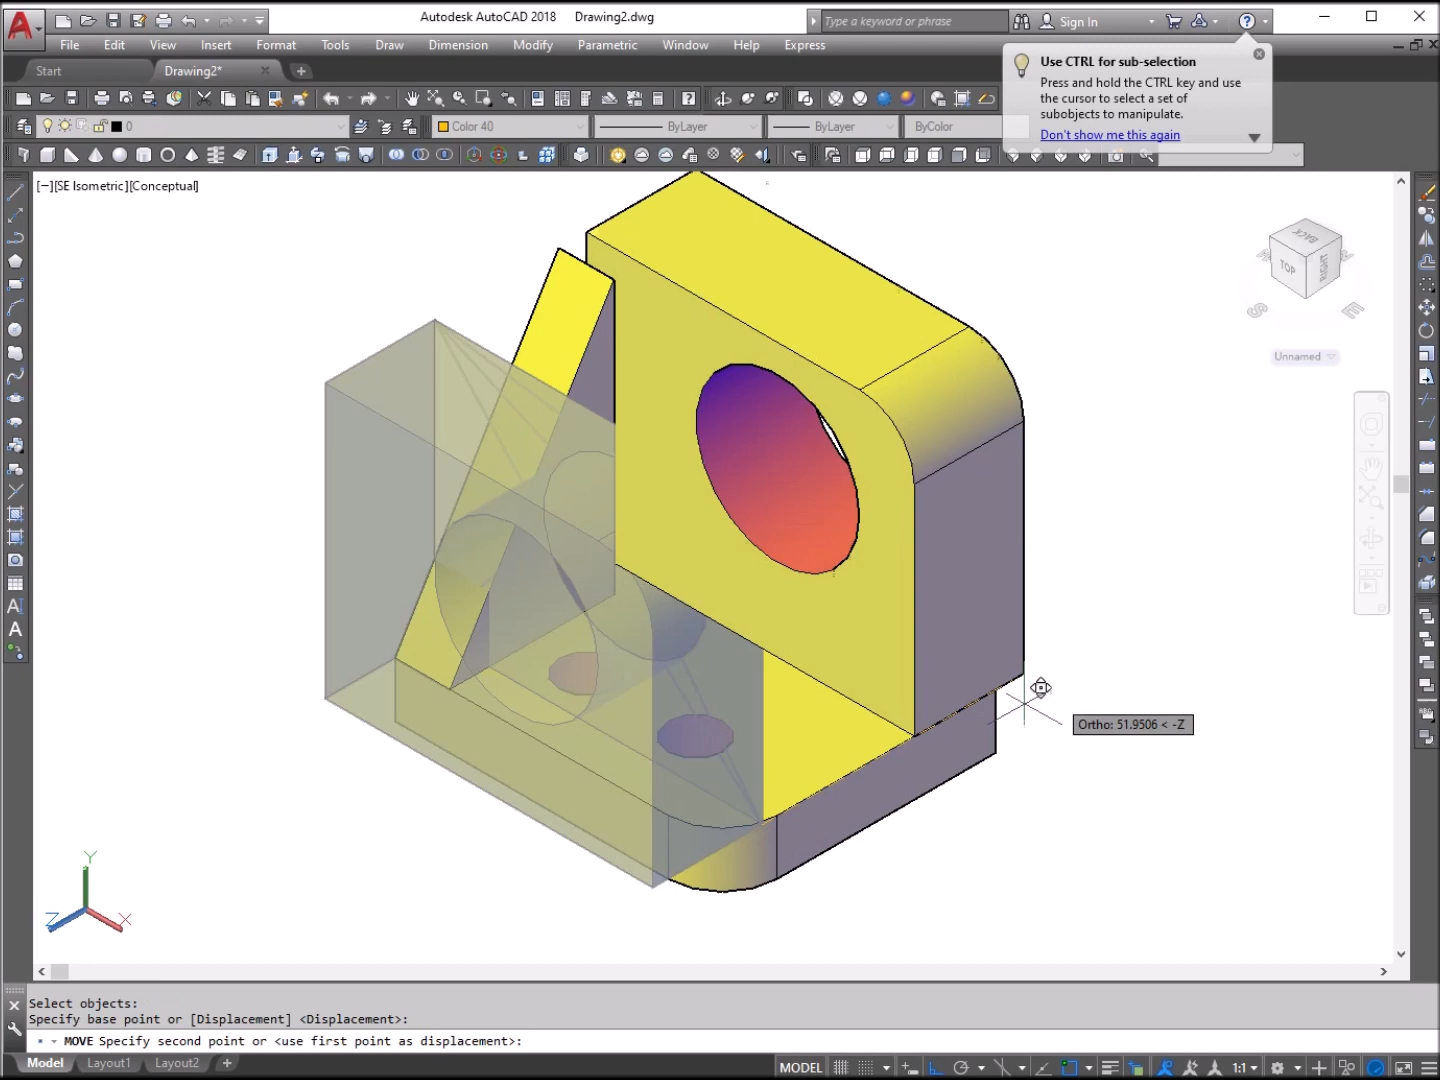 Autodesk AutoCAD 2018 Drawing2.dwg
Type a keyword or phrase
Sign In
File Edit View Insert Format Tools Draw Dimension Modify Parametric Window Help Express
Start
Drawing2*
Use CTRL for sub-selection
Press and hold the CTRL key and use
the cursor to select a set of
subobjects to manipulate.
Don't show me this again
0
Color 40
ByLayer
ByLayer
ByColor
[−][SE Isometric][Conceptual]
BACK
TOP
RIGHT
S
E
Unnamed
A
A
Ortho: 51.9506 < -Z
Y
Z
X
Select objects:
Specify base point or [Displacement] <Displacement>:
MOVE Specify second point or <use first point as displacement>:
Model Layout1 Layout2 +
MODEL
1:1